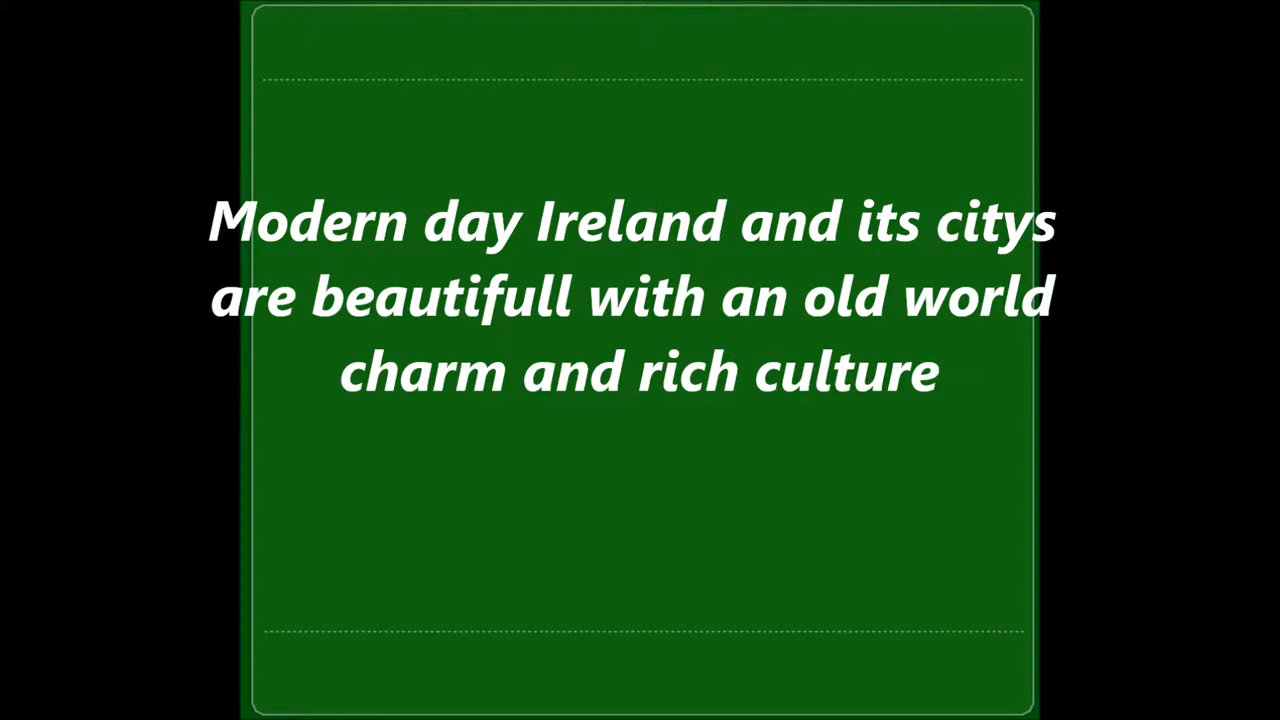 Modern day Ireland and its citys
are beautifull with an old world
charm and rich culture